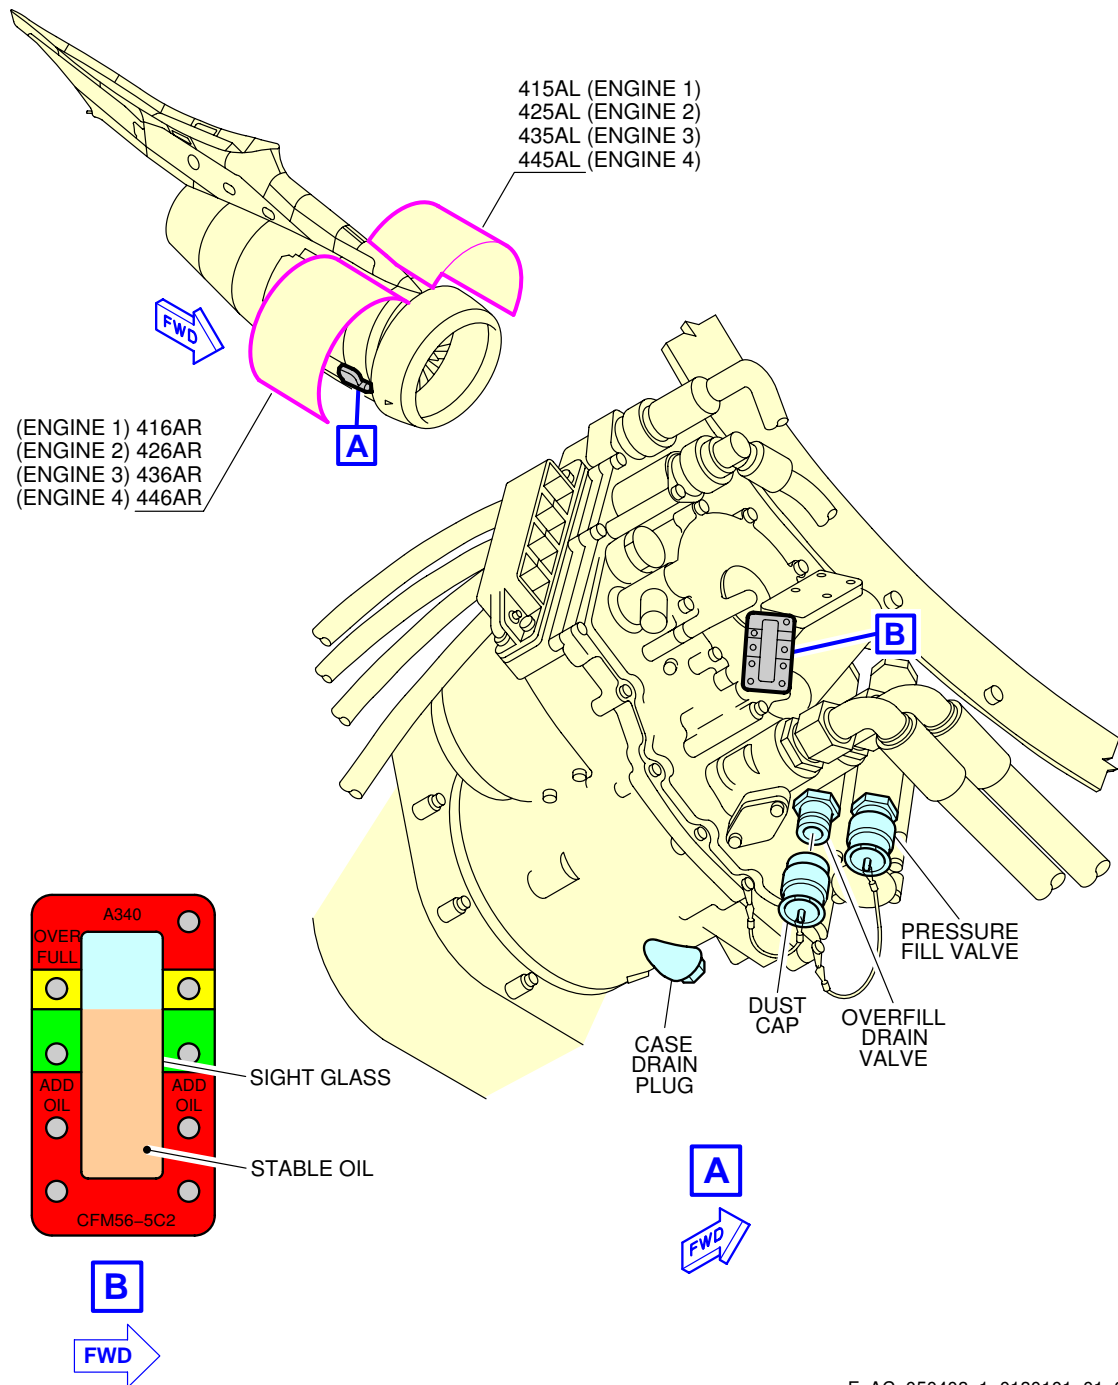 415AL (ENGINE 1)
425AL (ENGINE 2)
435AL (ENGINE 3)
445AL (ENGINE 4)
FWD
A
(ENGINE 1) 416AR
(ENGINE 2) 426AR
(ENGINE 3) 436AR
(ENGINE 4) 446AR
B
PRESSURE
FILL VALVE
DUST
CAP
OVERFILL
DRAIN
VALVE
CASE
DRAIN
PLUG
A340
OVER
FULL
ADD
OIL
ADD
OIL
CFM56–5C2
SIGHT GLASS
STABLE OIL
A
FWD
B
FWD